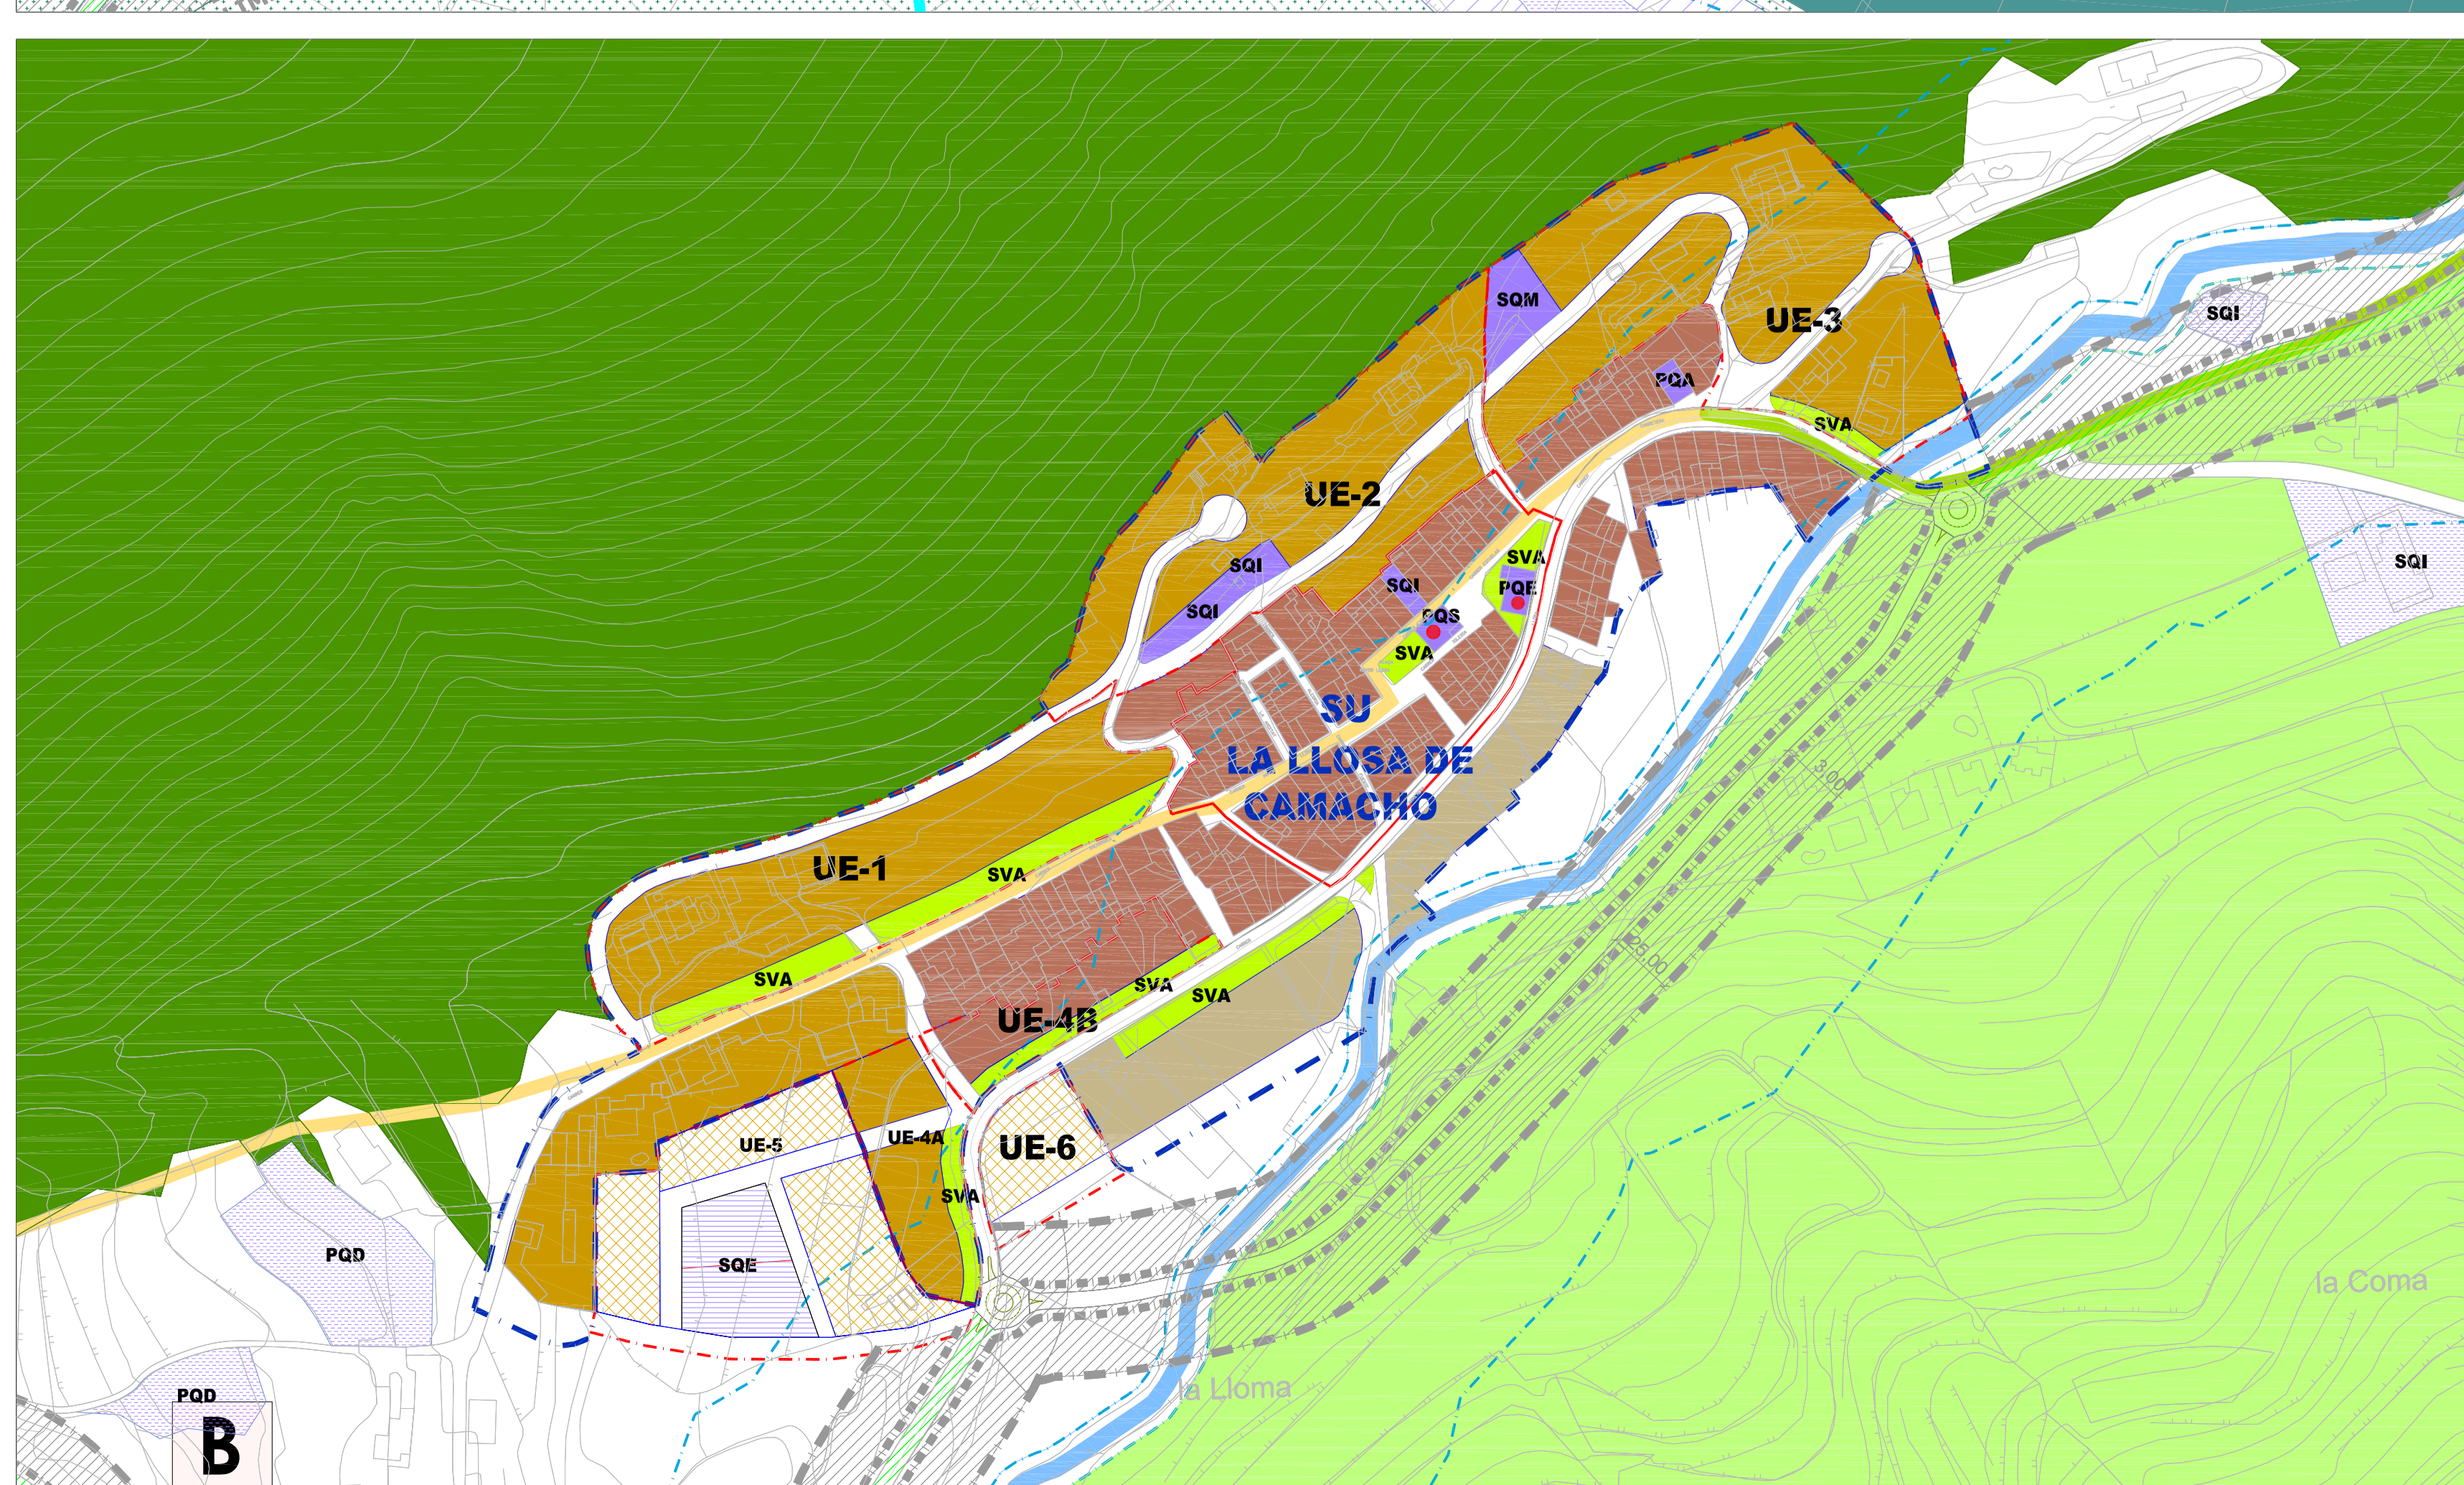 SQM
UE-3
SQI
PQA
SVA
UE-2
SVA
SQI
SQI
SQI
PQE
SQI
PQS
SVA
SU
LA LLOSA DE
CAMACHO
3.00
UE-1
SVA
25.00
SVA
SVA
SVA
UE-4B
UE-4A
UE-5
UE-6
SVA
PQD
SQE
la Coma
la Lloma
PQD
B